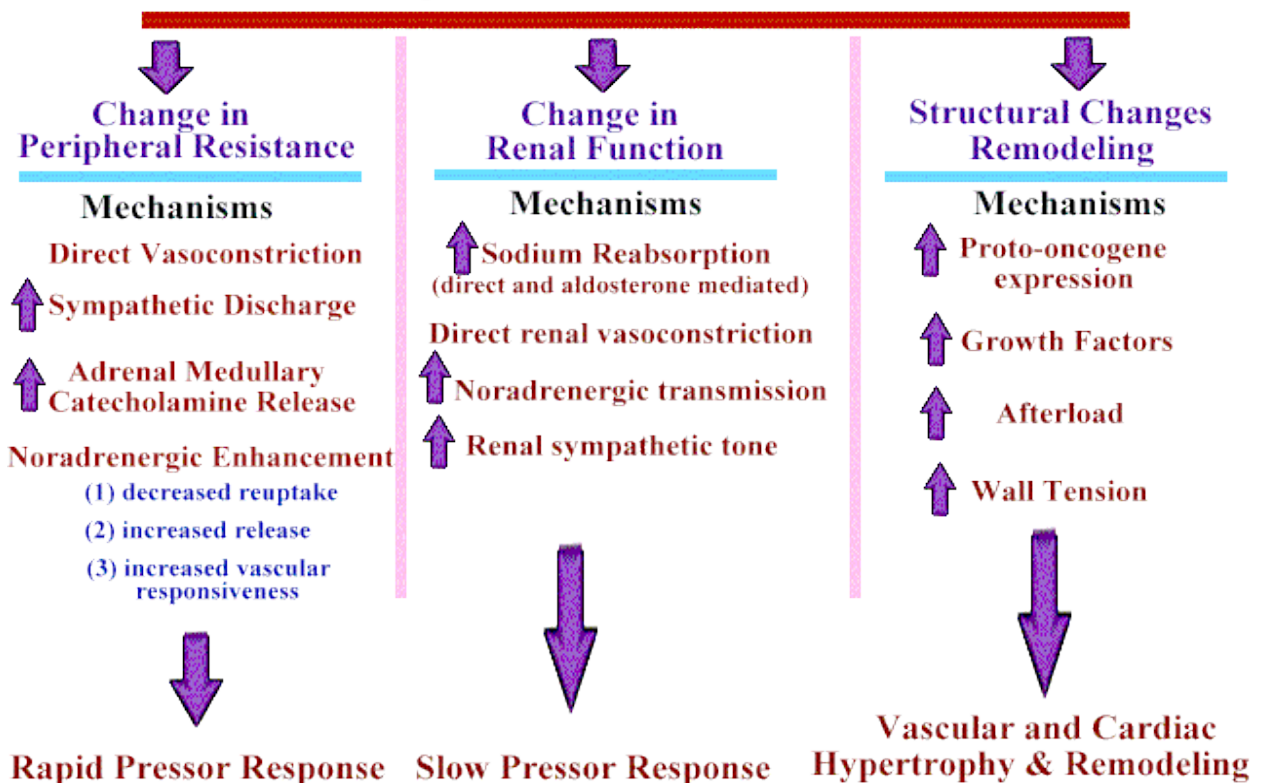 Change in
Peripheral Resistance
Mechanisms
Direct Vasoconstriction
Sympathetic Discharge
Adrenal Medullary
Catecholamine Release
Noradrenergic Enhancement
(1) decreased reuptake
(2) increased release
(3) increased vascular
responsiveness
Rapid Pressor Response
Change in
Renal Function
Mechanisms
Sodium Reabsorption
(direct and aldosterone mediated)
Direct renal vasoconstriction
Noradrenergic transmission
Renal sympathetic tone
Slow Pressor Response
Structural Changes
Remodeling
Mechanisms
Proto-oncogene
expression
Growth Factors
Afterload
Wall Tension
Vascular and Cardiac
Hypertrophy & Remodeling